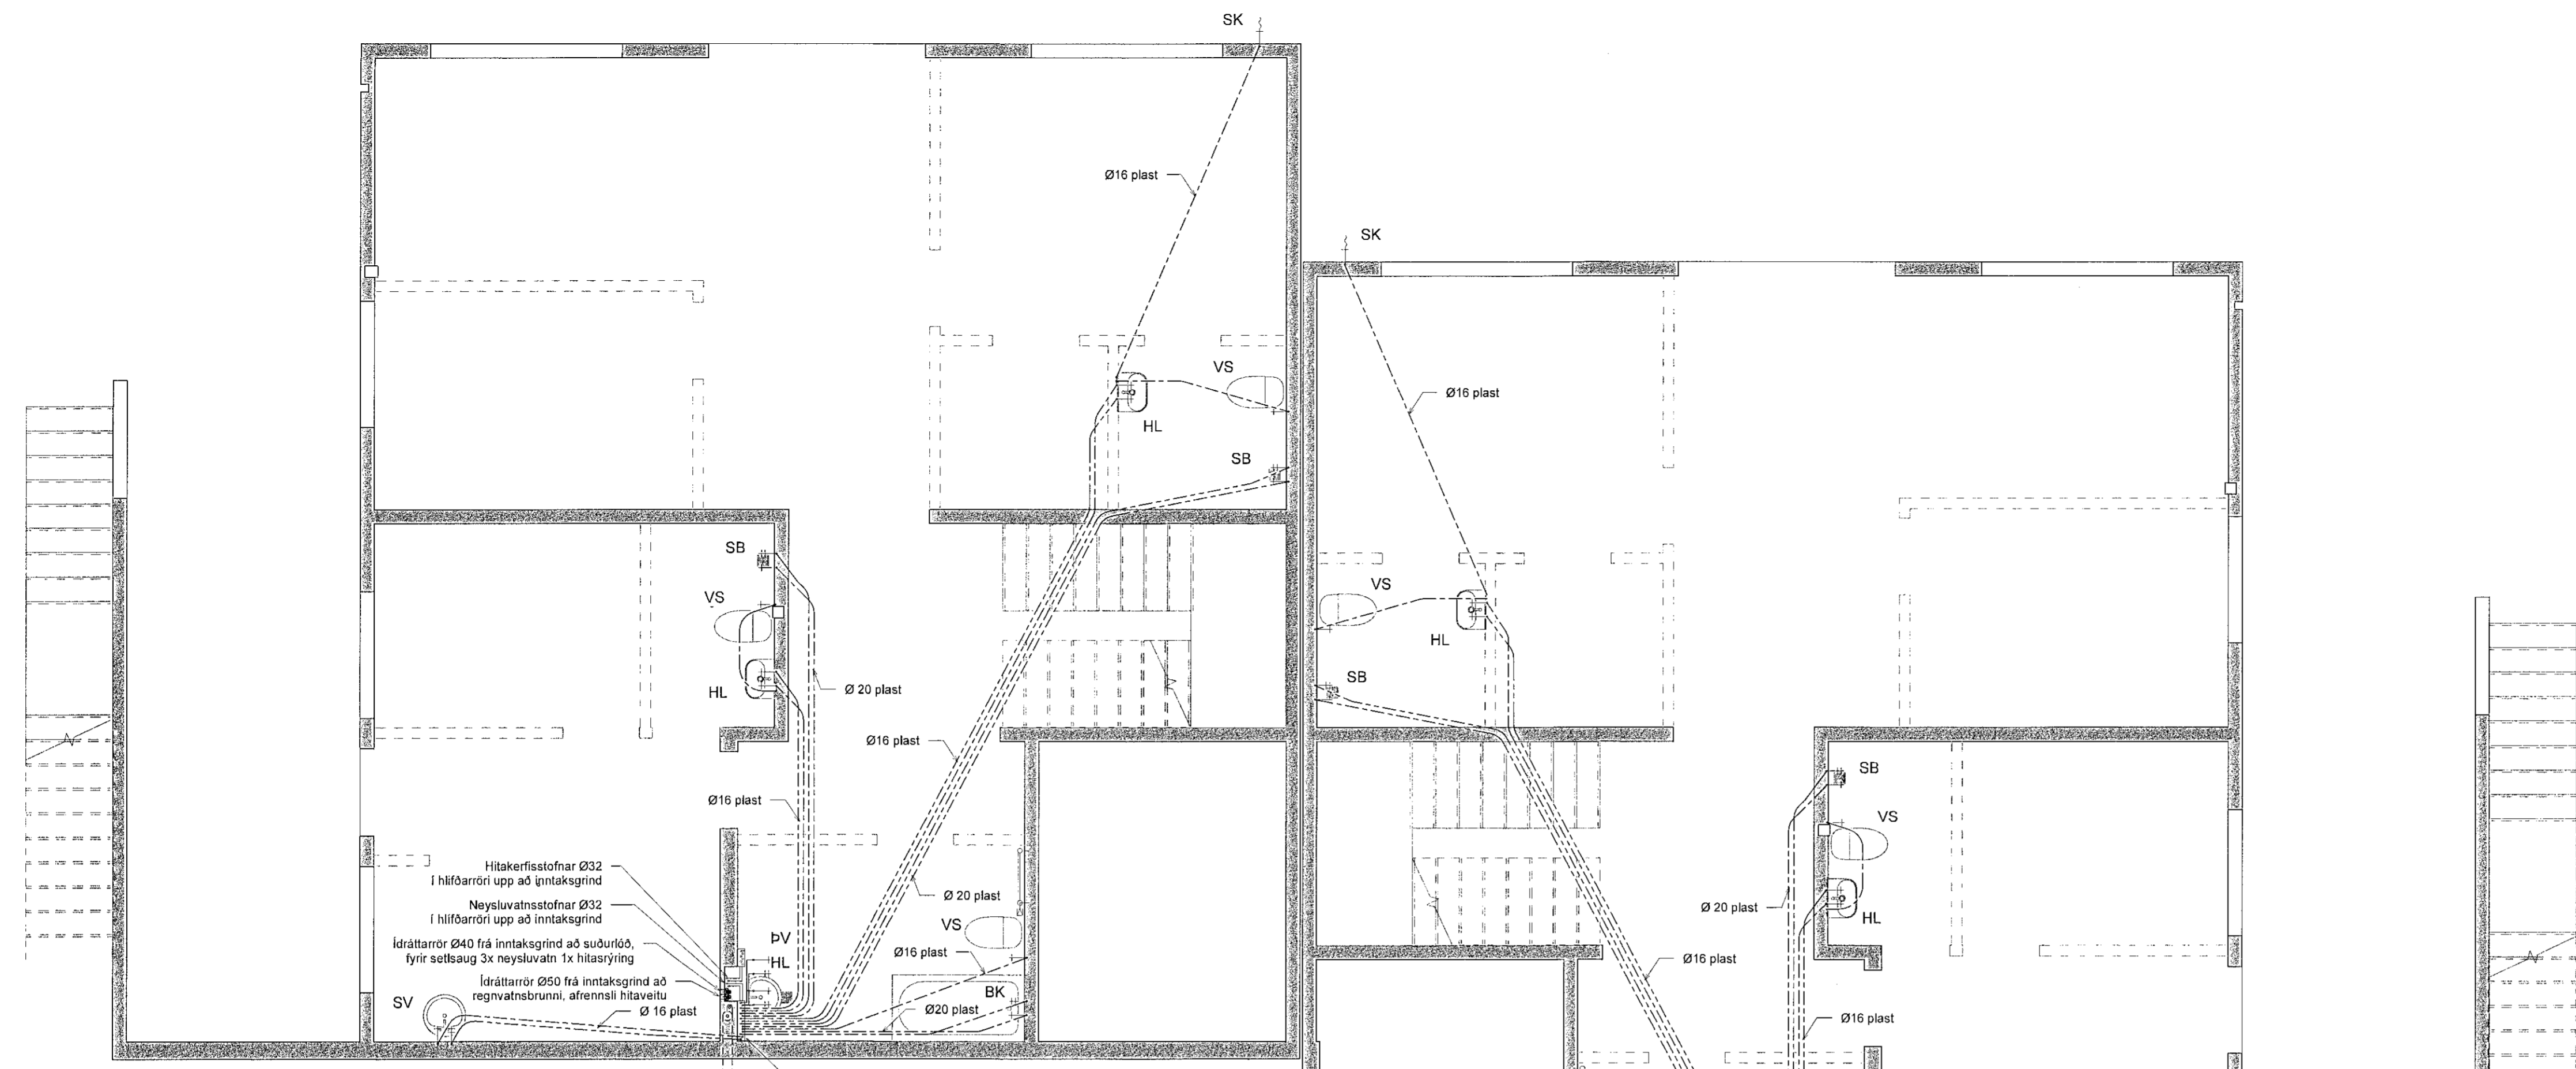 SK
Ø16 plast
SK
VS
HL
Ø16 plast
SB
SB
VS
VS
HL
HL
SB
Ø 20 plast
Ø16 plast
SB
Ø16 plast
VS
Hitakerfisstofnar Ø32
í hlífðarröri upp að inntaksgrind
Ø 20 plast
Neysluvatnsstofnar Ø32
í hlífðarröri upp að inntaksgrind
Ø 20 plast
HL
VS
ÞV
Ídráttarrör Ø40 frá inntaksgrind að suðurlóð,
fyrir setlsaug 3x neysluvatn 1x hitasrýring
HL
Ø16 plast
Ø16 plast
Ídráttarrör Ø50 frá inntaksgrind að
regnvatnsbrunni, afrennsli hitaveitu
BK
SV
Ø 16 plast
Ø20 plast
Ø16 plast